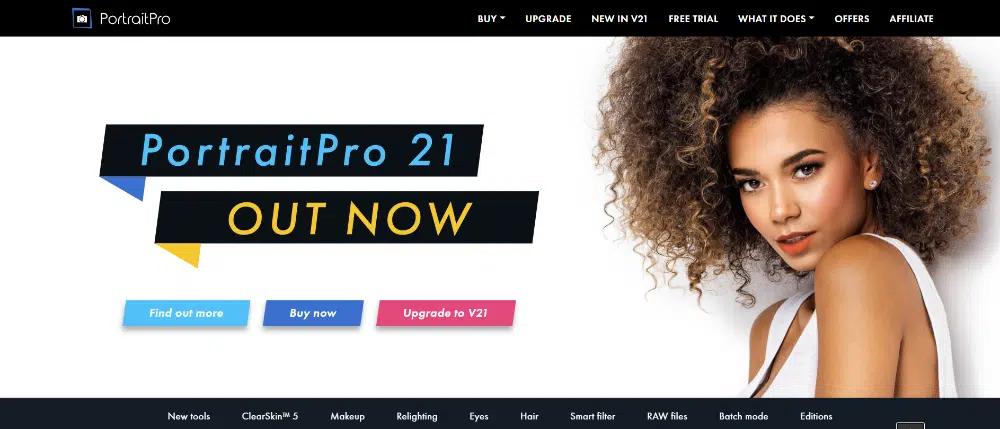 PortraitPro
BUY UPGRADE NEW IN V21 FREE TRIAL WHAT IT DOES OFFERS AFFILIATE
PortraitPro 21
OUT NOW
Find out more Buy now Upgrade to V21
New tools ClearSkin™ 5 Makeup Relighting Eyes Hair Smart filter RAW files Batch mode Editions